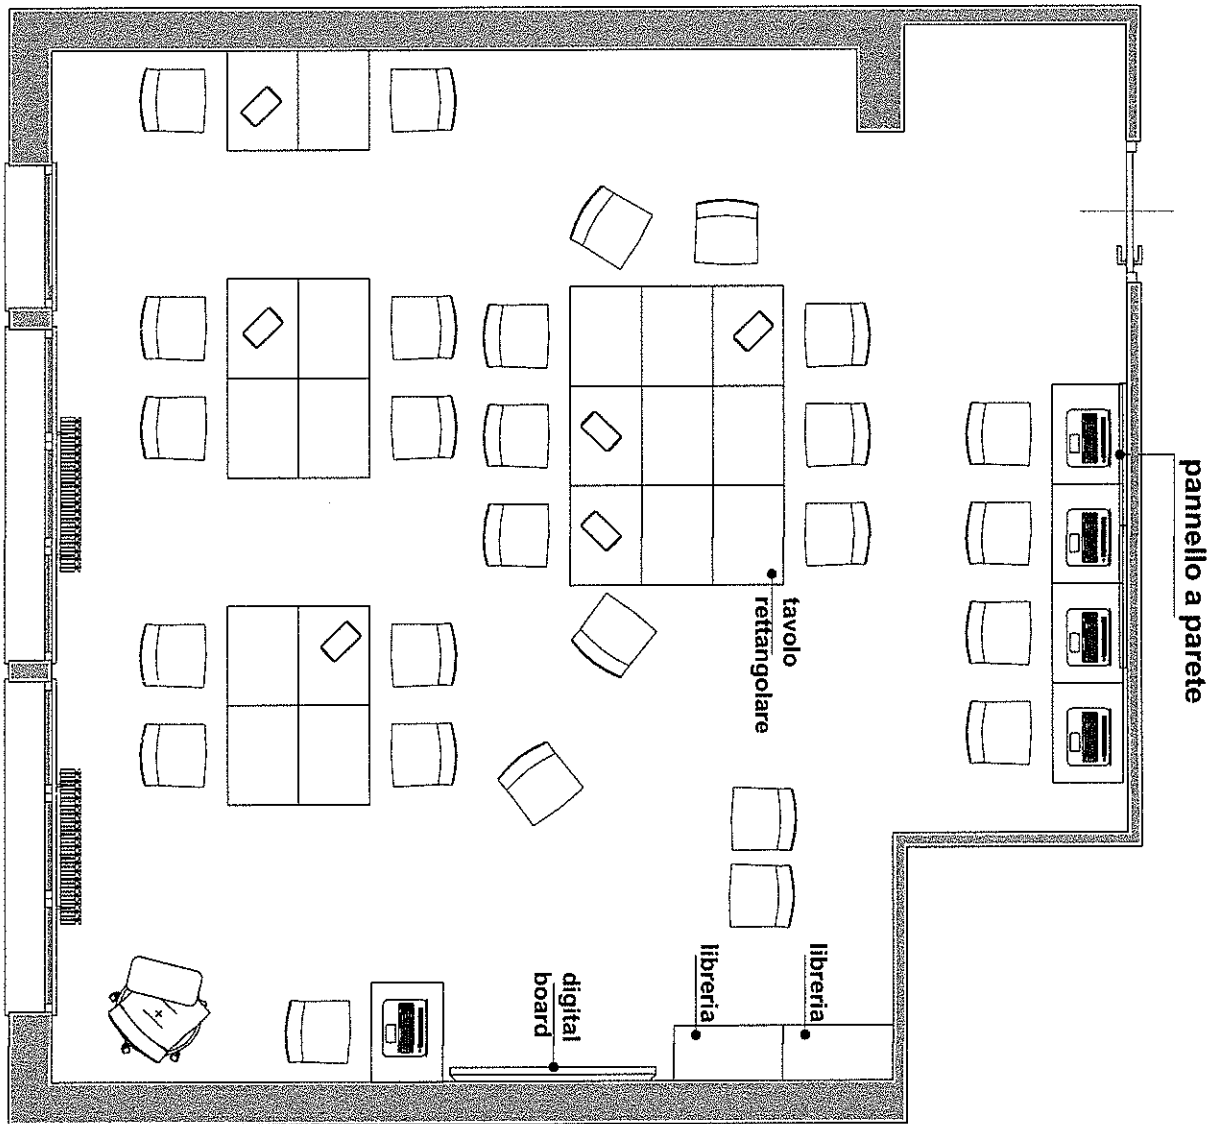 pannello a parete
tavolo
rettangolare
libreria
libreria
digital
board